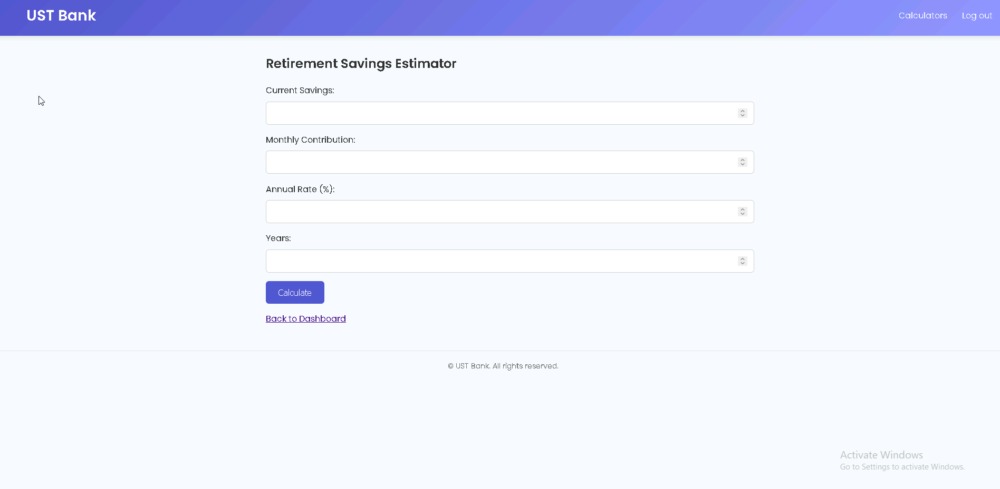 UST Bank
Calculators
Log out
Retirement Savings Estimator
Current Savings:
Monthly Contribution:
Annual Rate (%):
Years:
Calculate
Back to Dashboard
© UST Bank. All rights reserved.
Activate Windows
Go to Settings to activate Windows.